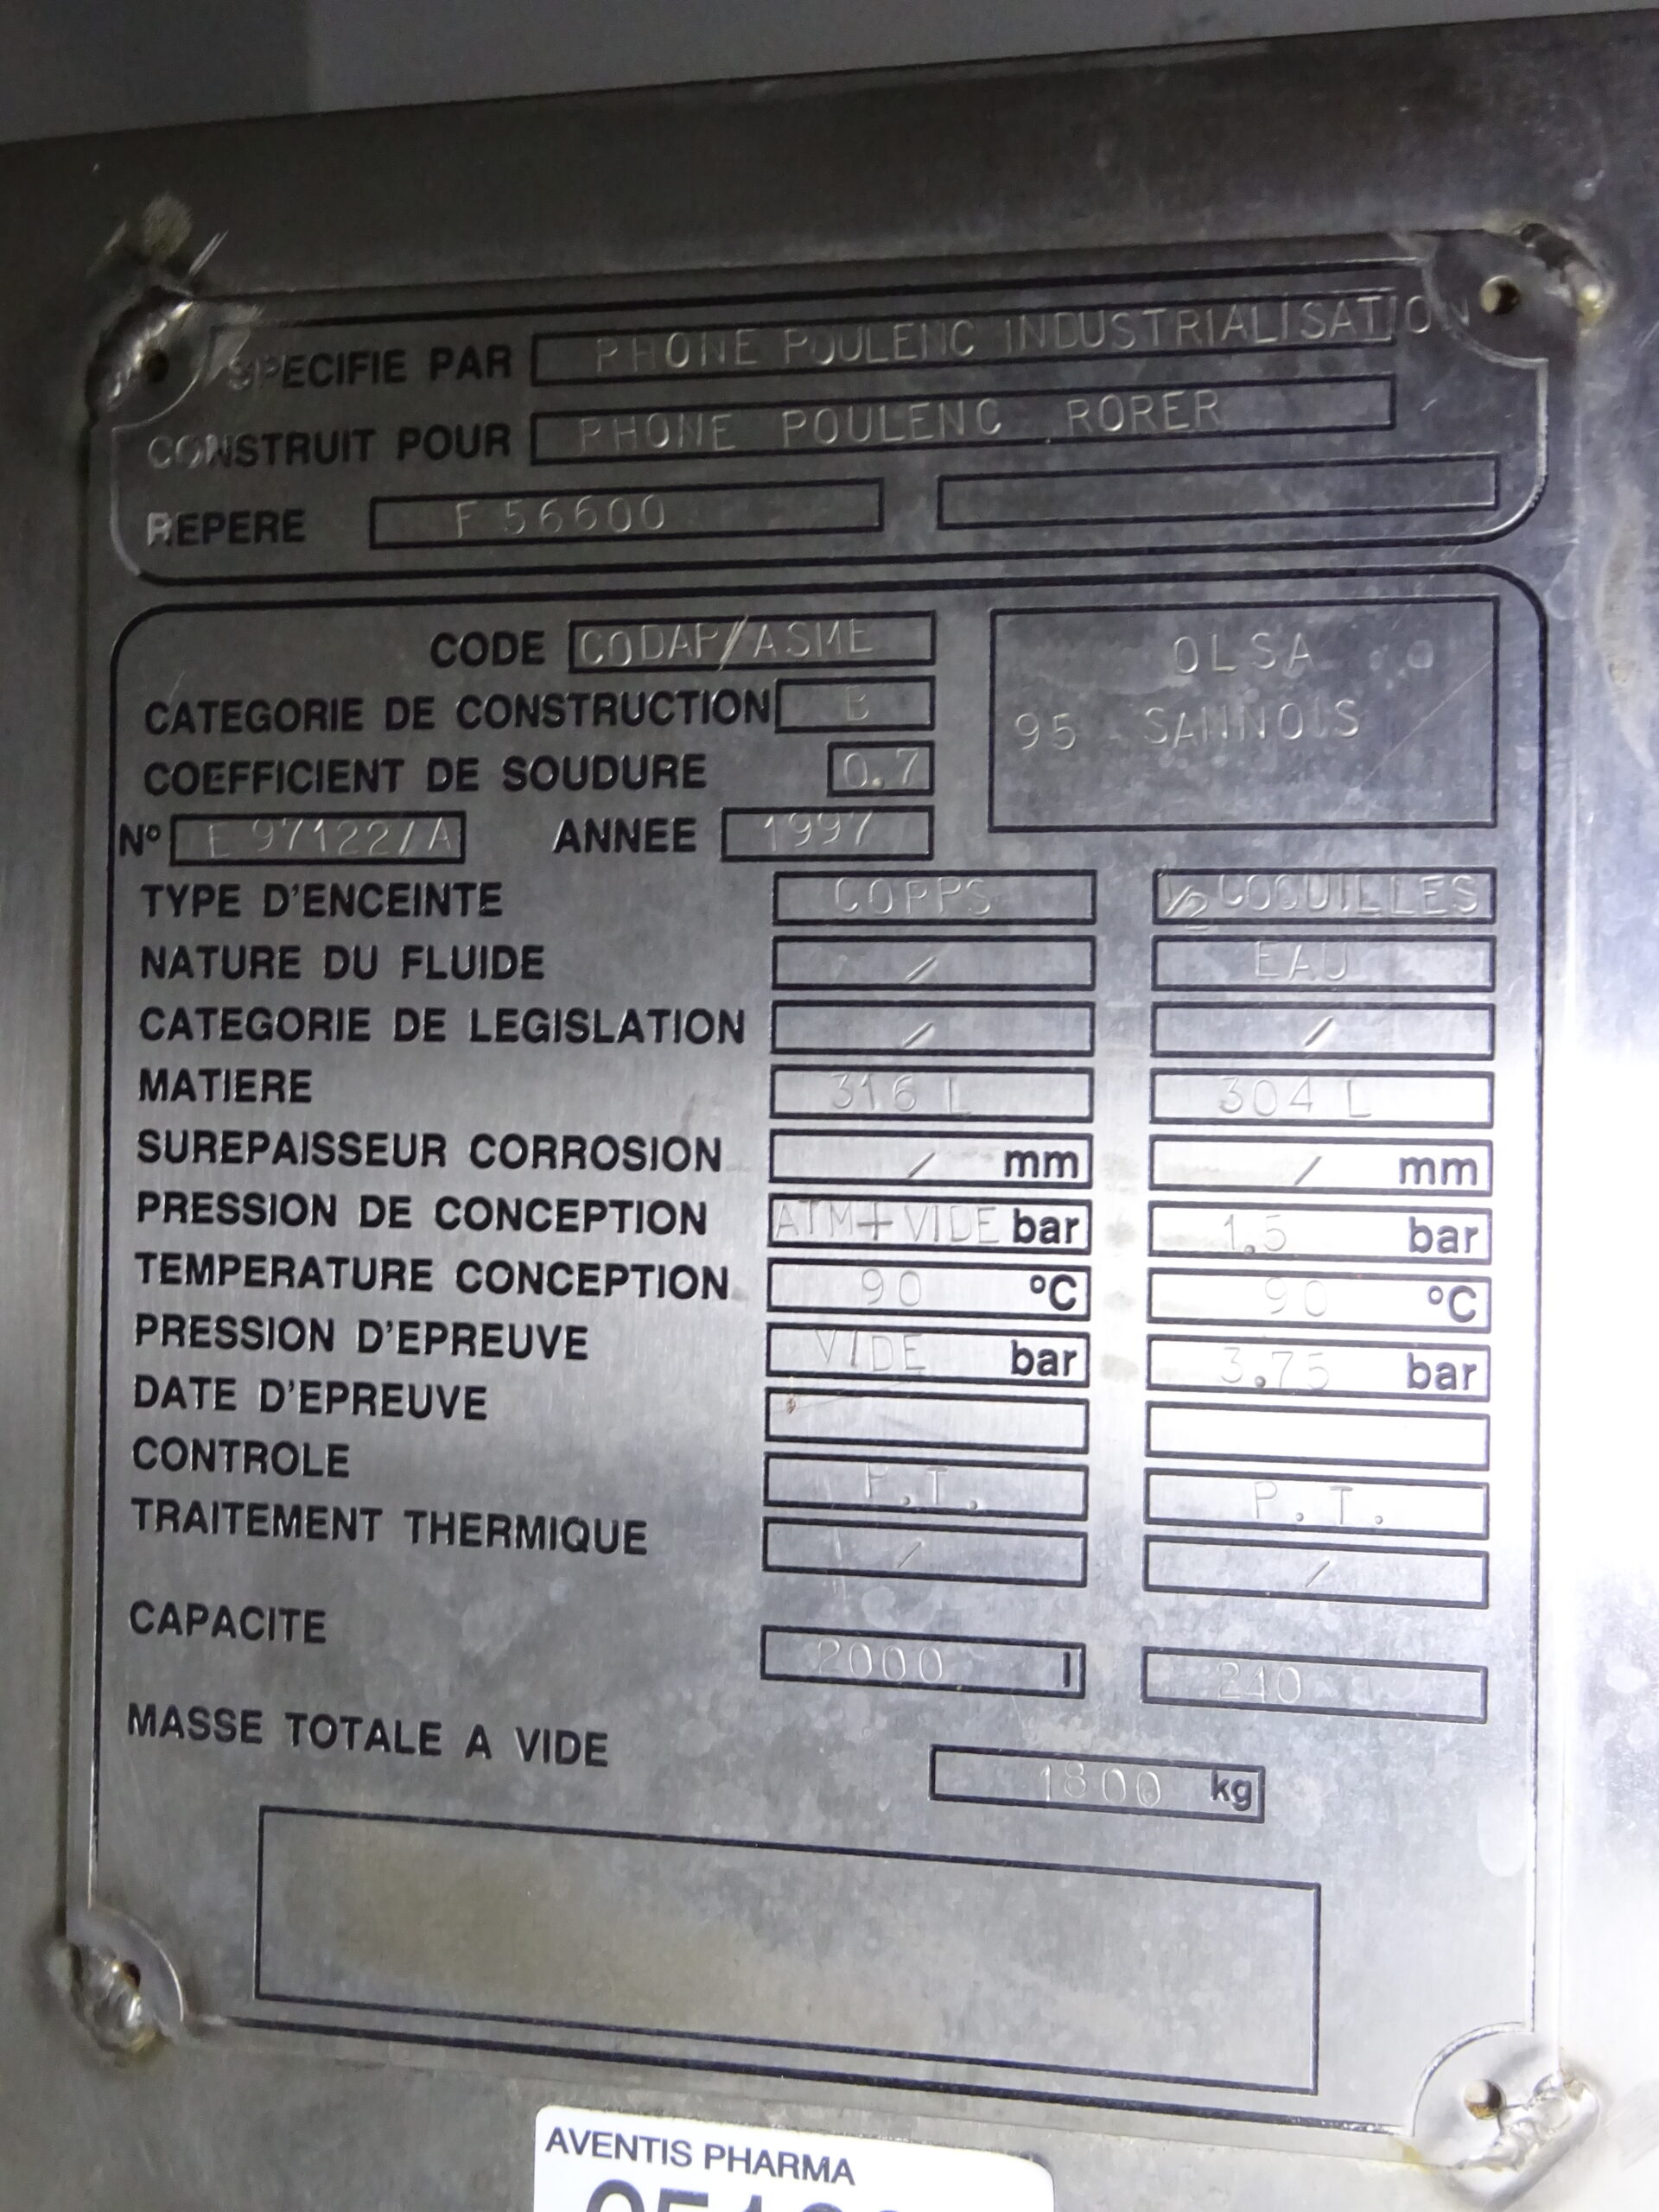 SPECIFIE PAR PHONE POULENC INDUSTRIALISATION
CONSTRUIT POUR PHONE POULENC RORER
REPERE F 56600
CODE CODAP/ASME
OLSA
95 SANNOIS
CATEGORIE DE CONSTRUCTION B
COEFFICIENT DE SOUDURE 0.7
Nº E 97122/A ANNEE 1997
TYPE D'ENCEINTE COPPS 1/2 COQUILLES
NATURE DU FLUIDE / EAU
CATEGORIE DE LEGISLATION / /
MATIERE 316 L 304 L
SUREPAISSEUR CORROSION / mm / mm
PRESSION DE CONCEPTION ATM+VIDE bar 1.5 bar
TEMPERATURE CONCEPTION 90 ºC 90 ºC
PRESSION D'EPREUVE VIDE bar 3.75 bar
DATE D'EPREUVE
CONTROLE P.T. P.T.
TRAITEMENT THERMIQUE / /
CAPACITE 2000 l 240
MASSE TOTALE A VIDE 1800 kg
AVENTIS PHARMA